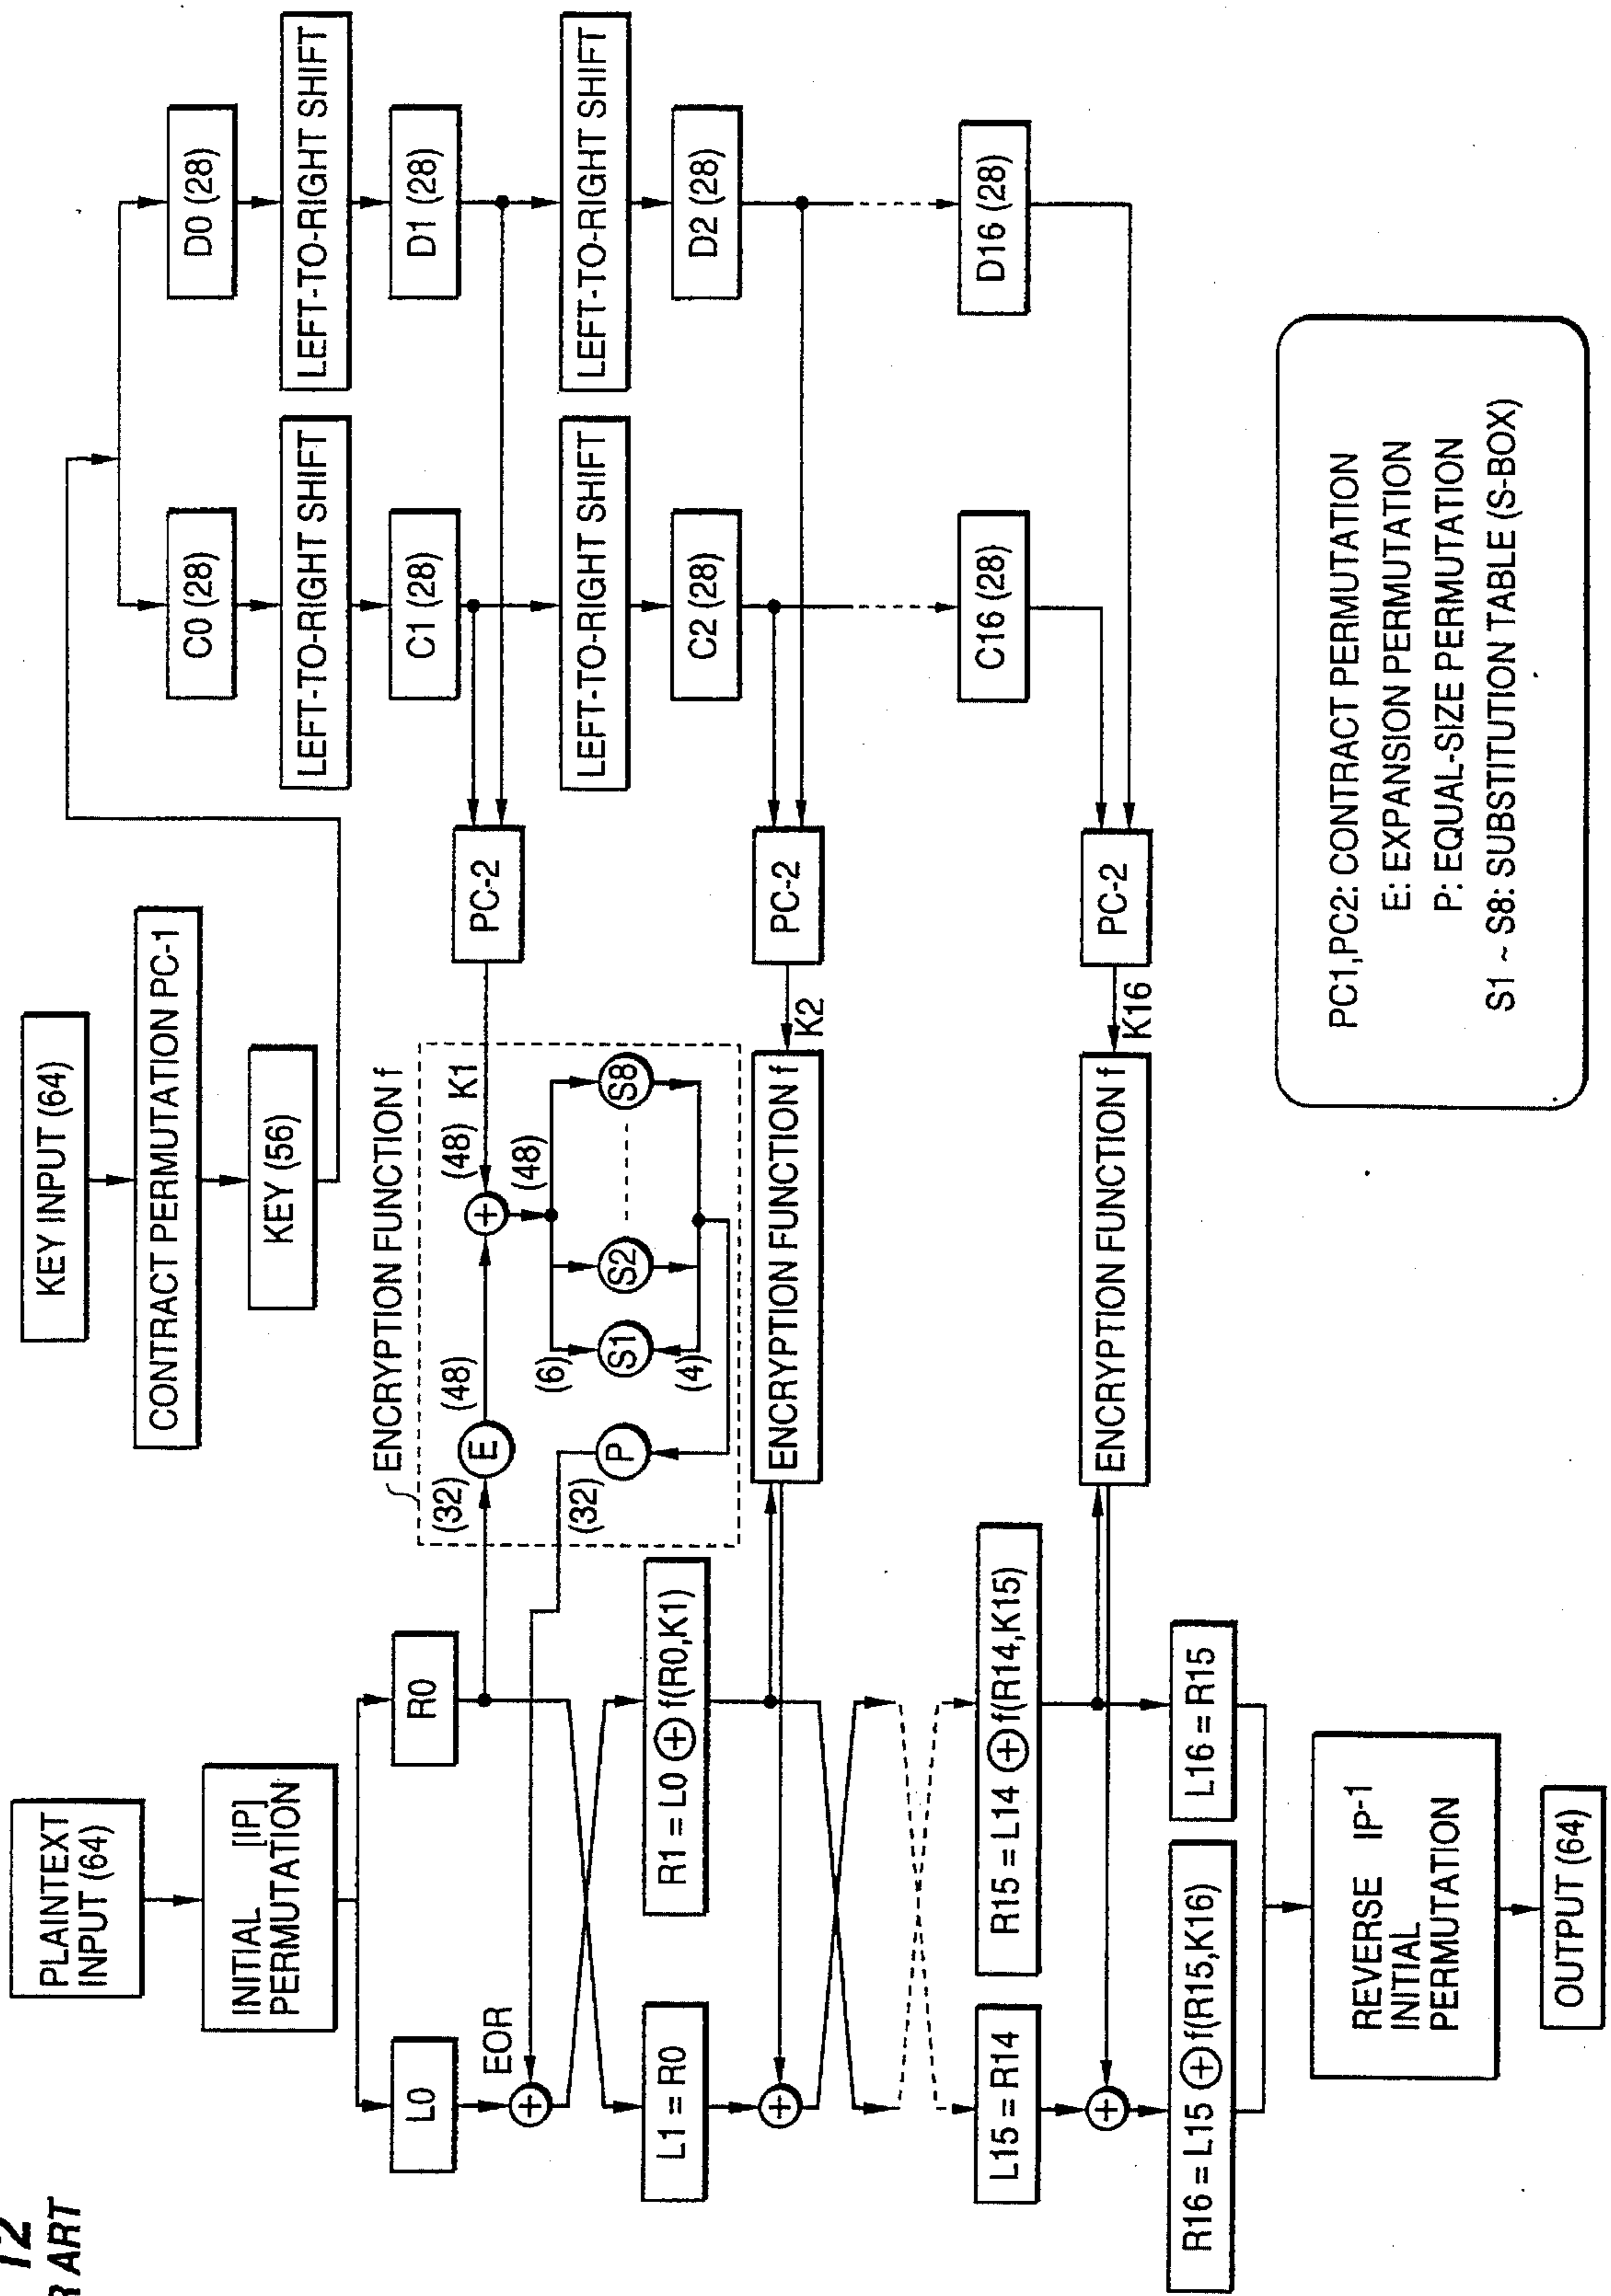 12
R ART
PLAINTEXT
INPUT (64)
INITIAL [IP]
PERMUTATION
L0
R0
EOR
L1 = R0
R1 = L0 ⊕ f(R0,K1)
L15 = R14
R15 = L14 ⊕ f(R14,K15)
R16 = L15 ⊕ f(R15,K16)
L16 = R15
REVERSE IP-1
INITIAL
PERMUTATION
OUTPUT (64)
KEY INPUT (64)
CONTRACT PERMUTATION PC-1
KEY (56)
ENCRYPTION FUNCTION f
(32)
E
(48)
+
(48)
K1
(48)
(6)
S1
S2
S8
(4)
P
(32)
ENCRYPTION FUNCTION f
K2
ENCRYPTION FUNCTION f
K16
PC-2
PC-2
PC-2
C0 (28)
D0 (28)
LEFT-TO-RIGHT SHIFT
LEFT-TO-RIGHT SHIFT
C1 (28)
D1 (28)
LEFT-TO-RIGHT SHIFT
LEFT-TO-RIGHT SHIFT
C2 (28)
D2 (28)
C16 (28)
D16 (28)
PC1,PC2: CONTRACT PERMUTATION
E: EXPANSION PERMUTATION
P: EQUAL-SIZE PERMUTATION
S1 ~ S8: SUBSTITUTION TABLE (S-BOX)